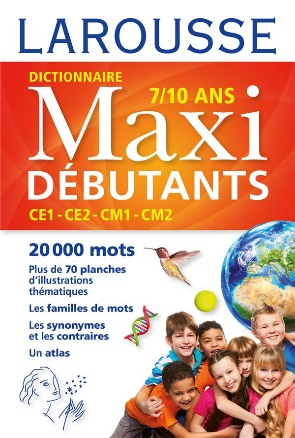 LAROUSSE
DICTIONNAIRE
7/10 ANS
Maxi
DÉBUTANTS
CE1 - CE2 - CM1 - CM2
20 000 mots
Plus de 70 planches
d'illustrations
thématiques
Les familles de mots
Les synonymes
et les contraires
Un atlas